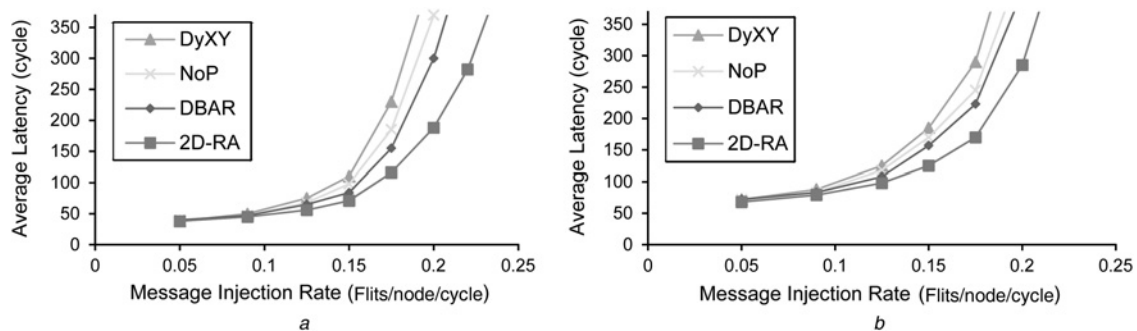 350
300
250
200
150
100
50
0
Average Latency (cycle)
DyXY
NoP
DBAR
2D-RA
0
0.05
0.1
0.15
0.2
0.25
Message Injection Rate (Flits/node/cycle)
a
350
300
250
200
150
100
50
0
Average Latency (cycle)
DyXY
NoP
DBAR
2D-RA
0
0.05
0.1
0.15
0.2
0.25
Message Injection Rate (Flits/node/cycle)
b